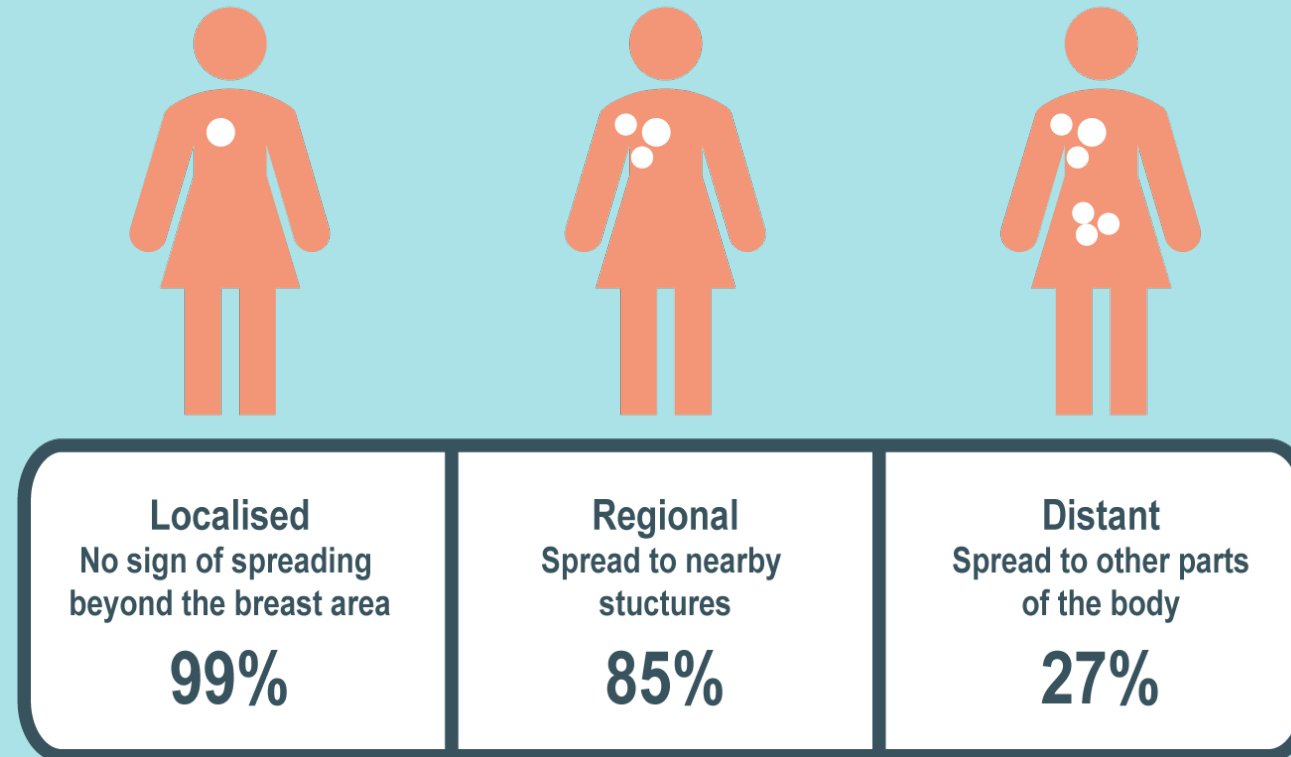 Localised
No sign of spreading
beyond the breast area
99%
Regional
Spread to nearby
stuctures
85%
Distant
Spread to other parts
of the body
27%